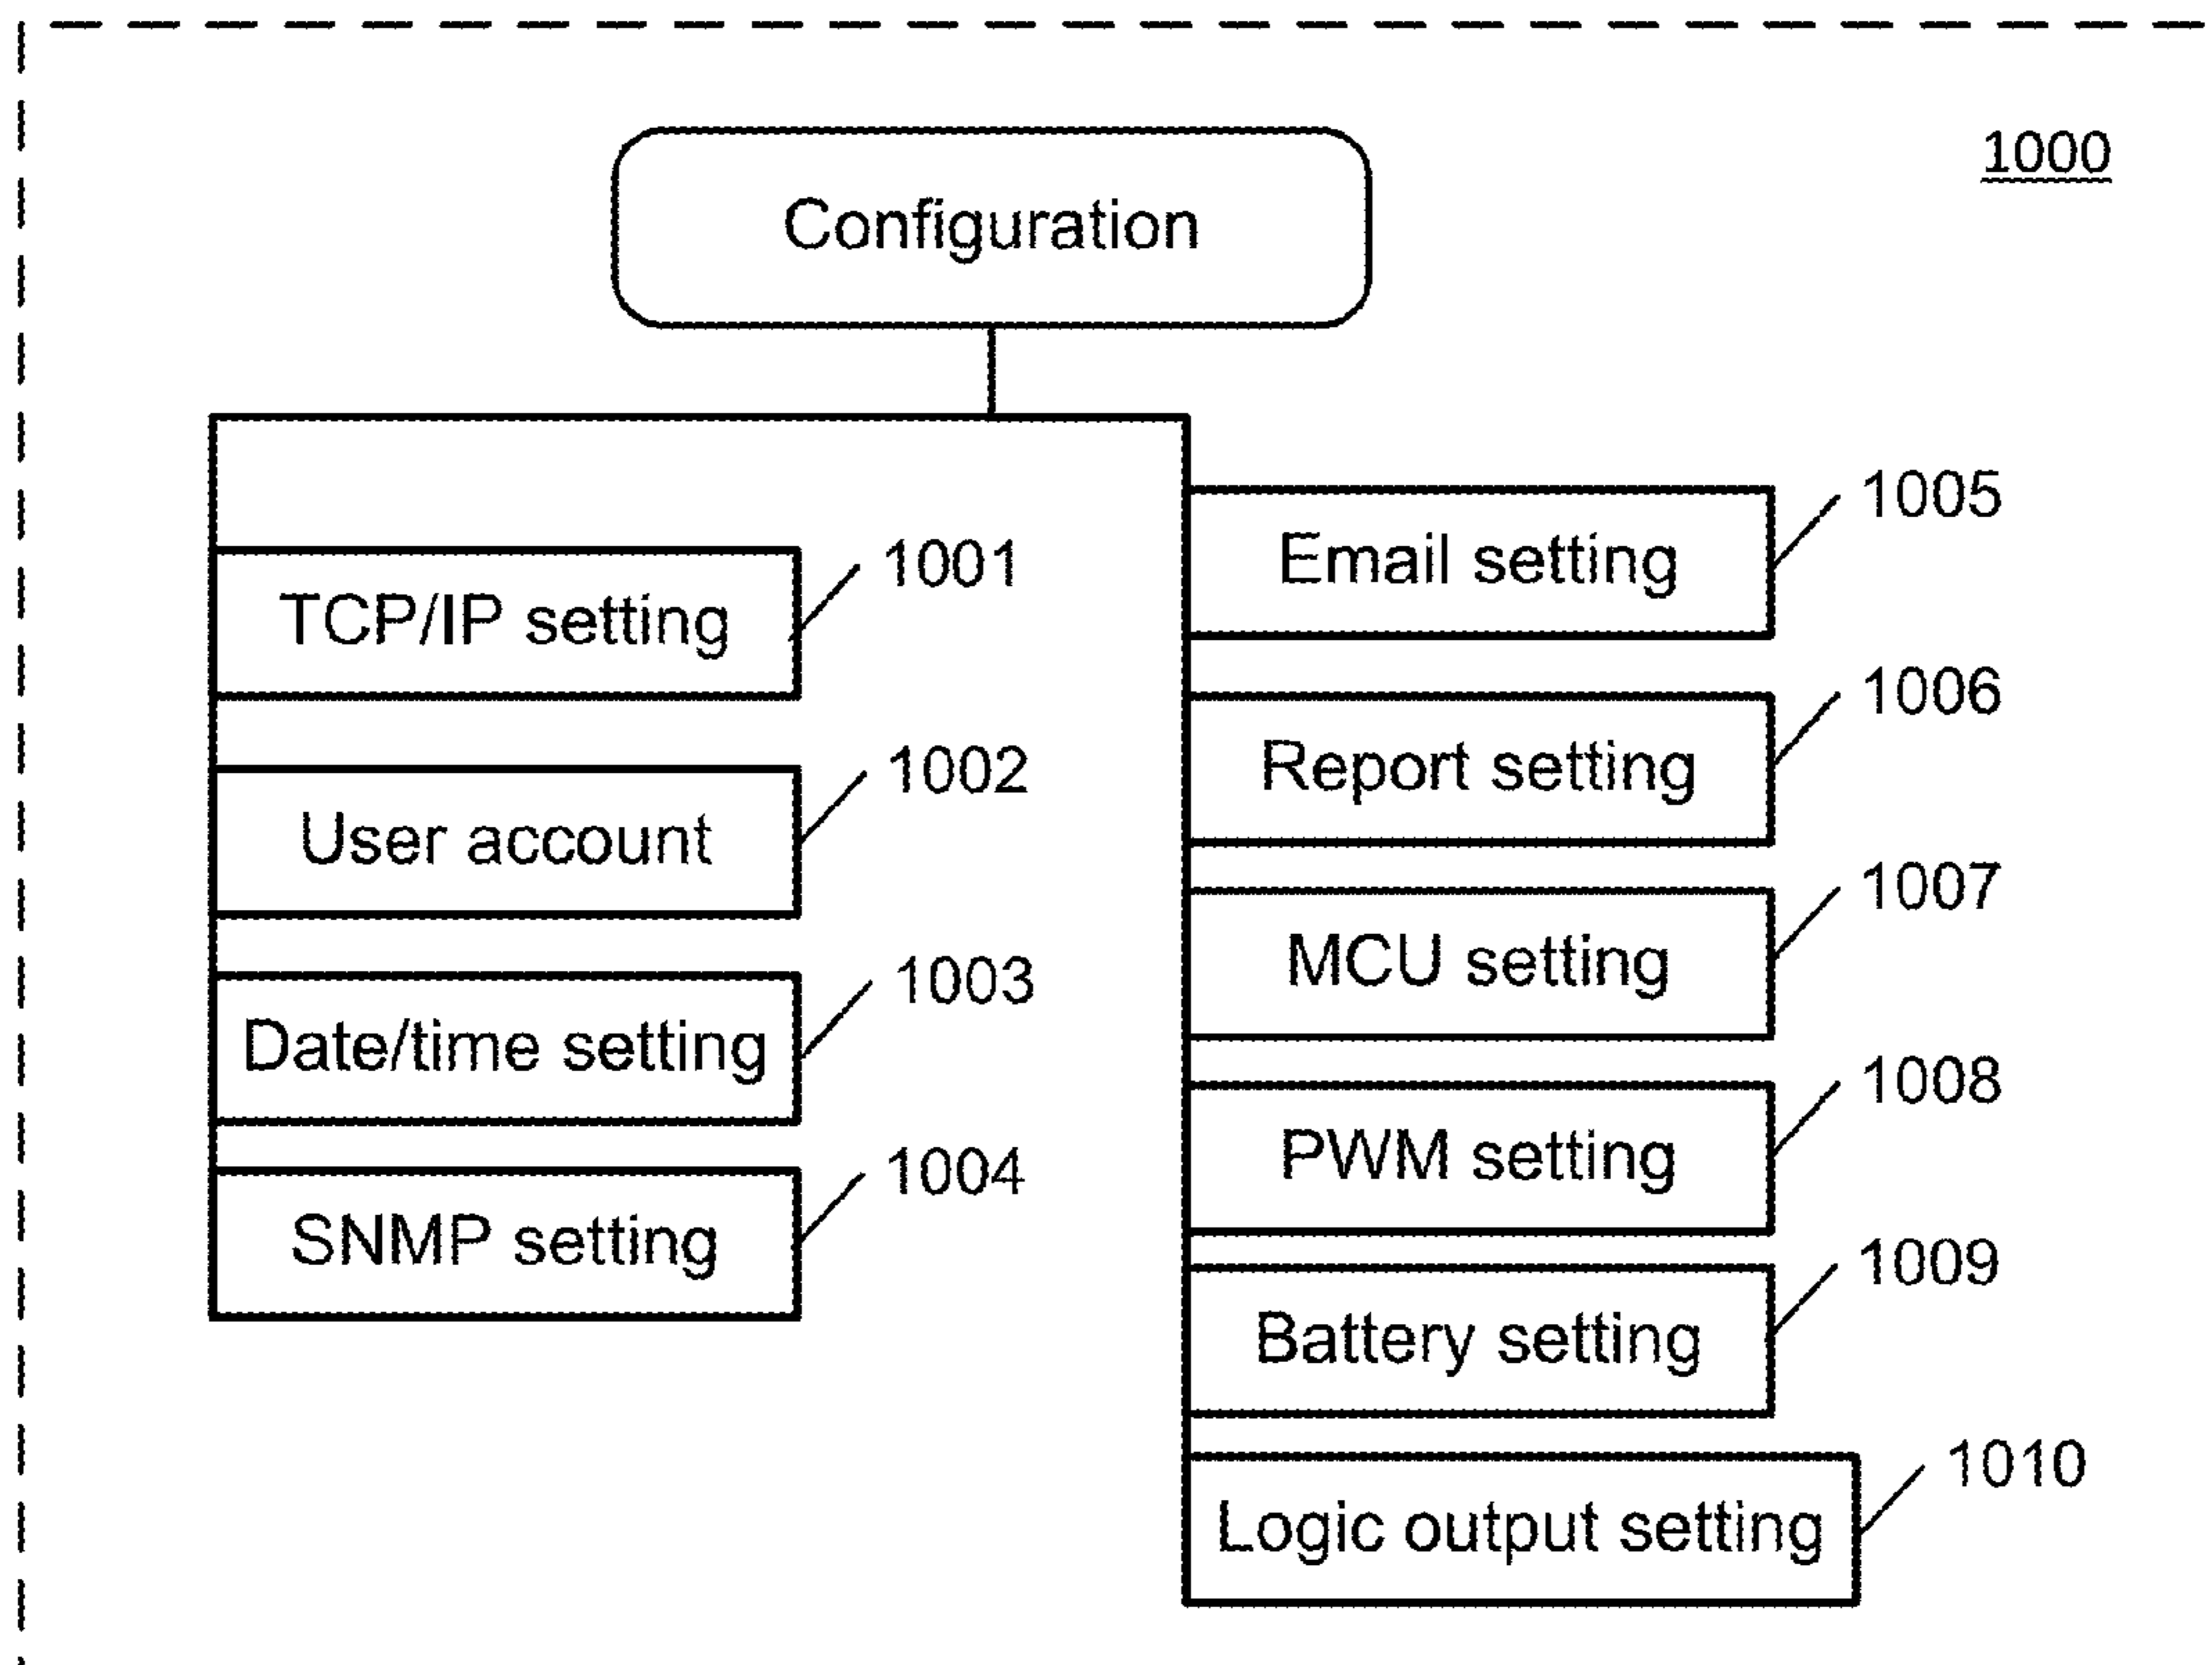 1000
Configuration
TCP/IP setting
1001
User account
1002
Date/time setting
1003
SNMP setting
1004
Email setting
1005
Report setting
1006
MCU setting
1007
PWM setting
1008
Battery setting
1009
Logic output setting
1010